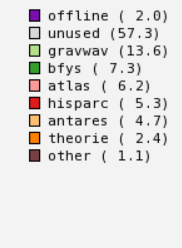 offline ( 2.0)
unused (57.3)
gravwav (13.6)
bfys ( 7.3)
atlas ( 6.2)
hisparc ( 5.3)
antares ( 4.7)
theorie ( 2.4)
other ( 1.1)